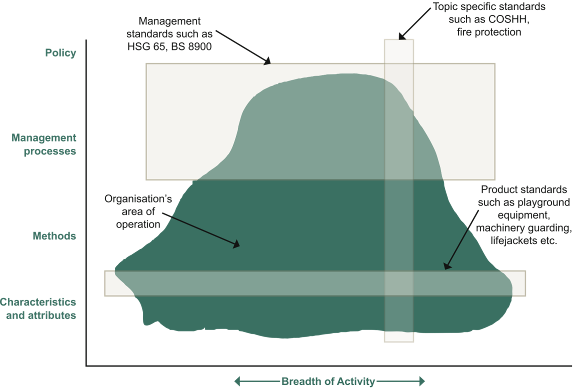 Topic specific standards
such as COSHH,
fire protection
Management
standards such as
HSG 65, BS 8900
Policy
Management
processes
Organisation's
area of
operation
Product standards
such as playground
equipment,
machinery guarding,
lifejackets etc.
Methods
Characteristics
and attributes
Breadth of Activity